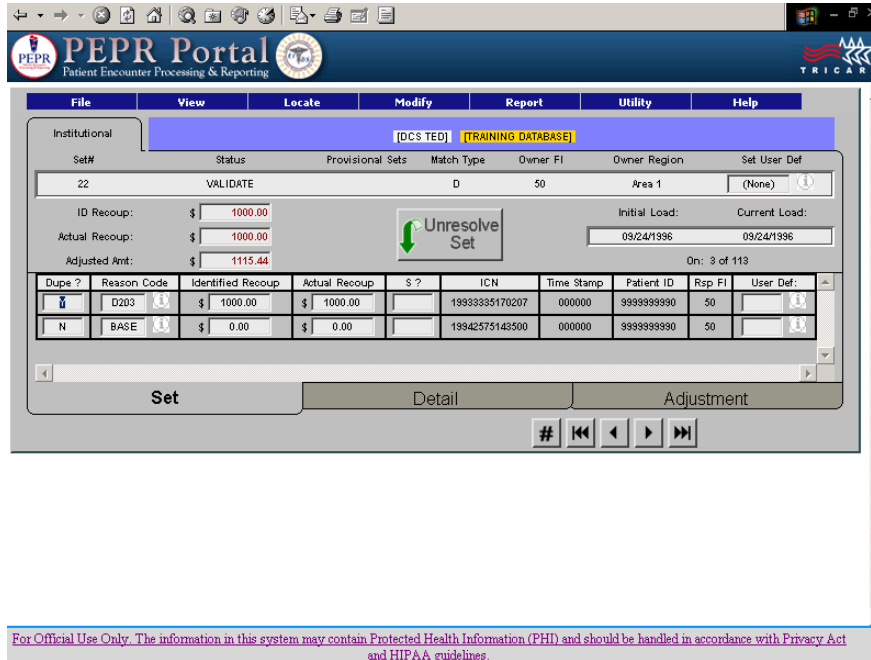 PEPR
PEPR Portal
Patient Encounter Processing & Reporting
TRICAR
File View Locate Modify Report Utility Help
Institutional
[DCS TED] [TRAINING DATABASE]
Set# Status Provisional Sets Match Type Owner FI Owner Region Set User Def
22 VALIDATE D 50 Area 1 (None)
ID Recoup: $ 1000.00
Actual Recoup: $ 1000.00
Adjusted Amt: $ 1115.44
Unresolve
Set
Initial Load: Current Load:
09/24/1996 09/24/1996
On: 3 of 113
Dupe ? Reason Code Identified Recoup Actual Recoup S ? ICN Time Stamp Patient ID Rsp FI User Def:
Y D203 $ 1000.00 $ 1000.00 19933335170207 000000 9999999990 50
N BASE $ 0.00 $ 0.00 19942575143500 000000 9999999990 50
Set Detail Adjustment
#
For Official Use Only. The information in this system may contain Protected Health Information (PHI) and should be handled in accordance with Privacy Act
and HIPAA guidelines.